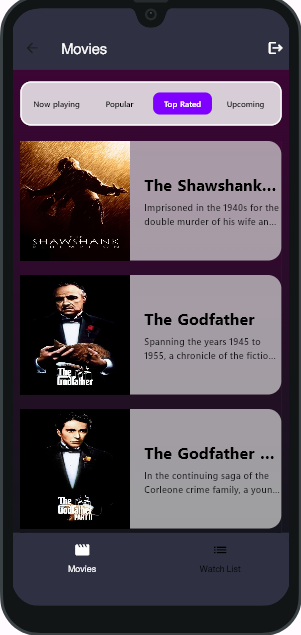 Movies
Now playing Popular Top Rated Upcoming
SHAWSHANK
The Shawshank...
Imprisoned in the 1940s for the
double murder of his wife an...
The
Godfather
The Godfather
Spanning the years 1945 to
1955, a chronicle of the fictio...
The
Godfather
PART II
The Godfather ...
In the continuing saga of the
Corleone crime family, a youn...
Movies Watch List